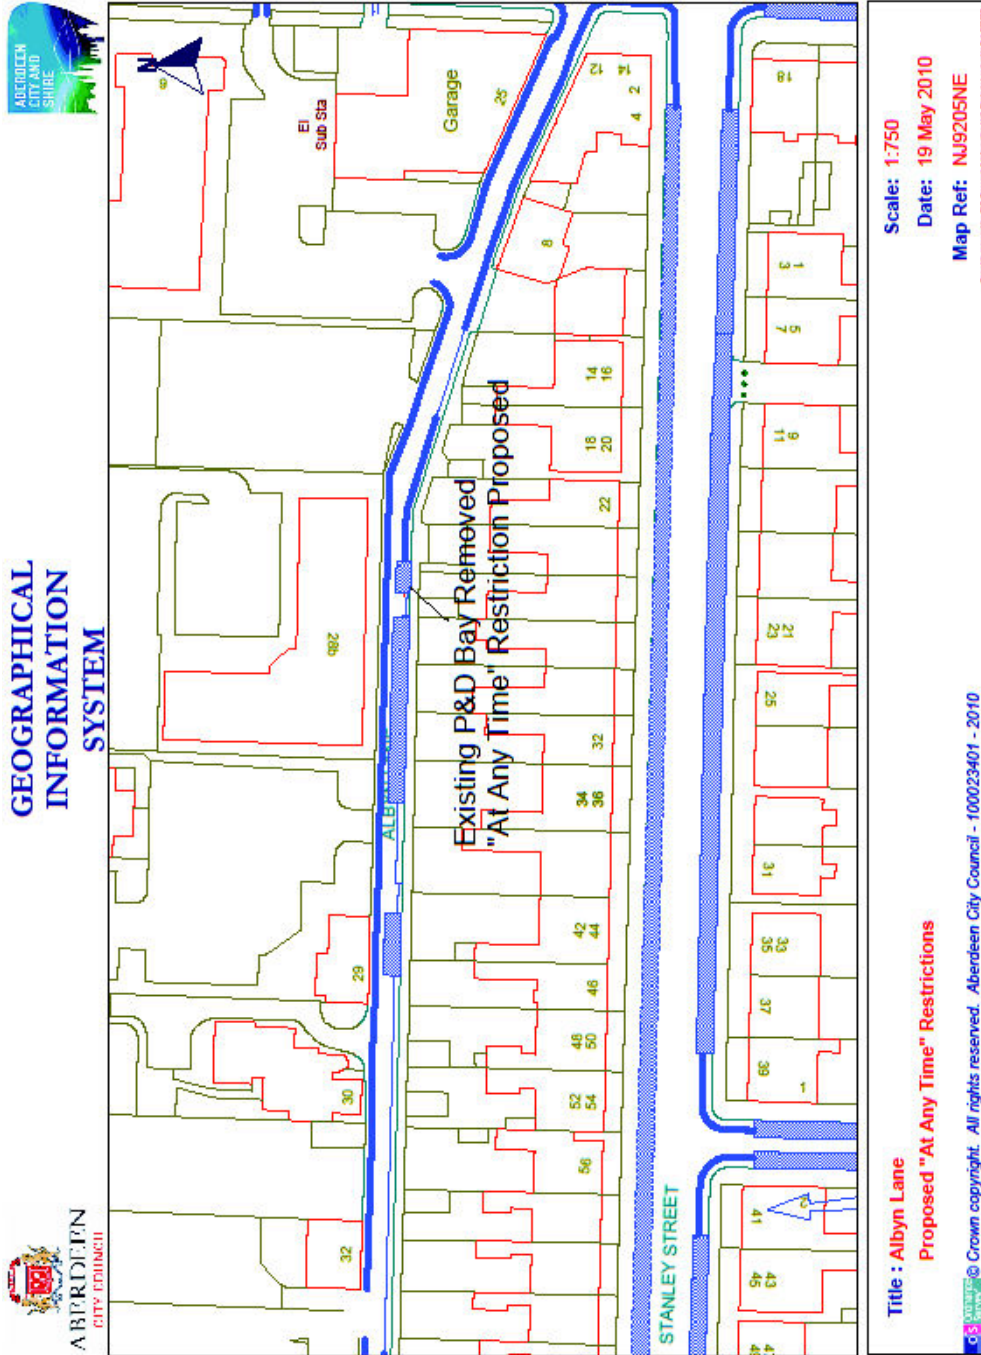 ABERDEEN
CITY COUNCIL
GEOGRAPHICAL
INFORMATION
SYSTEM
ABERDEEN
CITY AND
SHIRE
32
30
29
28b
El
Sub Sta
Garage
25
Existing P&D Bay Removed
"At Any Time" Restriction Proposed
56
52
54
48
50
46
42
44
34
36
32
22
18
20
14
16
8
4 2
12
14
STANLEY STREET
41
43
45
39
37
33
35
31
25
21
23
9
11
5
7
1
3
18
Title : Albyn Lane
Proposed "At Any Time" Restrictions
Scale: 1:750
Date: 19 May 2010
Map Ref: NJ9205NE
© Crown copyright. All rights reserved. Aberdeen City Council - 100023401 - 2010